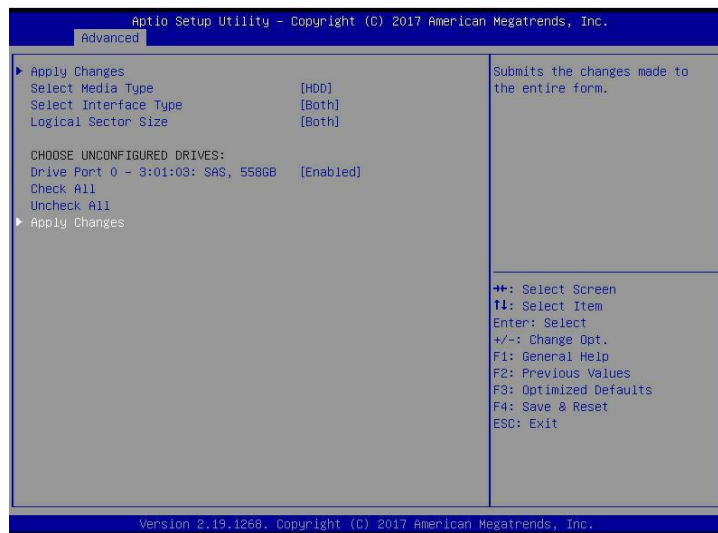 Aptio Setup Utility – Copyright (C) 2017 American Megatrends, Inc.
Advanced
Apply Changes
Select Media Type [HDD]
Select Interface Type [Both]
Logical Sector Size [Both]
CHOOSE UNCONFIGURED DRIVES:
Drive Port 0 – 3:01:03: SAS, 558GB [Enabled]
Check All
Uncheck All
Apply Changes
Submits the changes made to
the entire form.
→←: Select Screen
↑↓: Select Item
Enter: Select
+/-: Change Opt.
F1: General Help
F2: Previous Values
F3: Optimized Defaults
F4: Save & Reset
ESC: Exit
Version 2.19.1268. Copyright (C) 2017 American Megatrends, Inc.